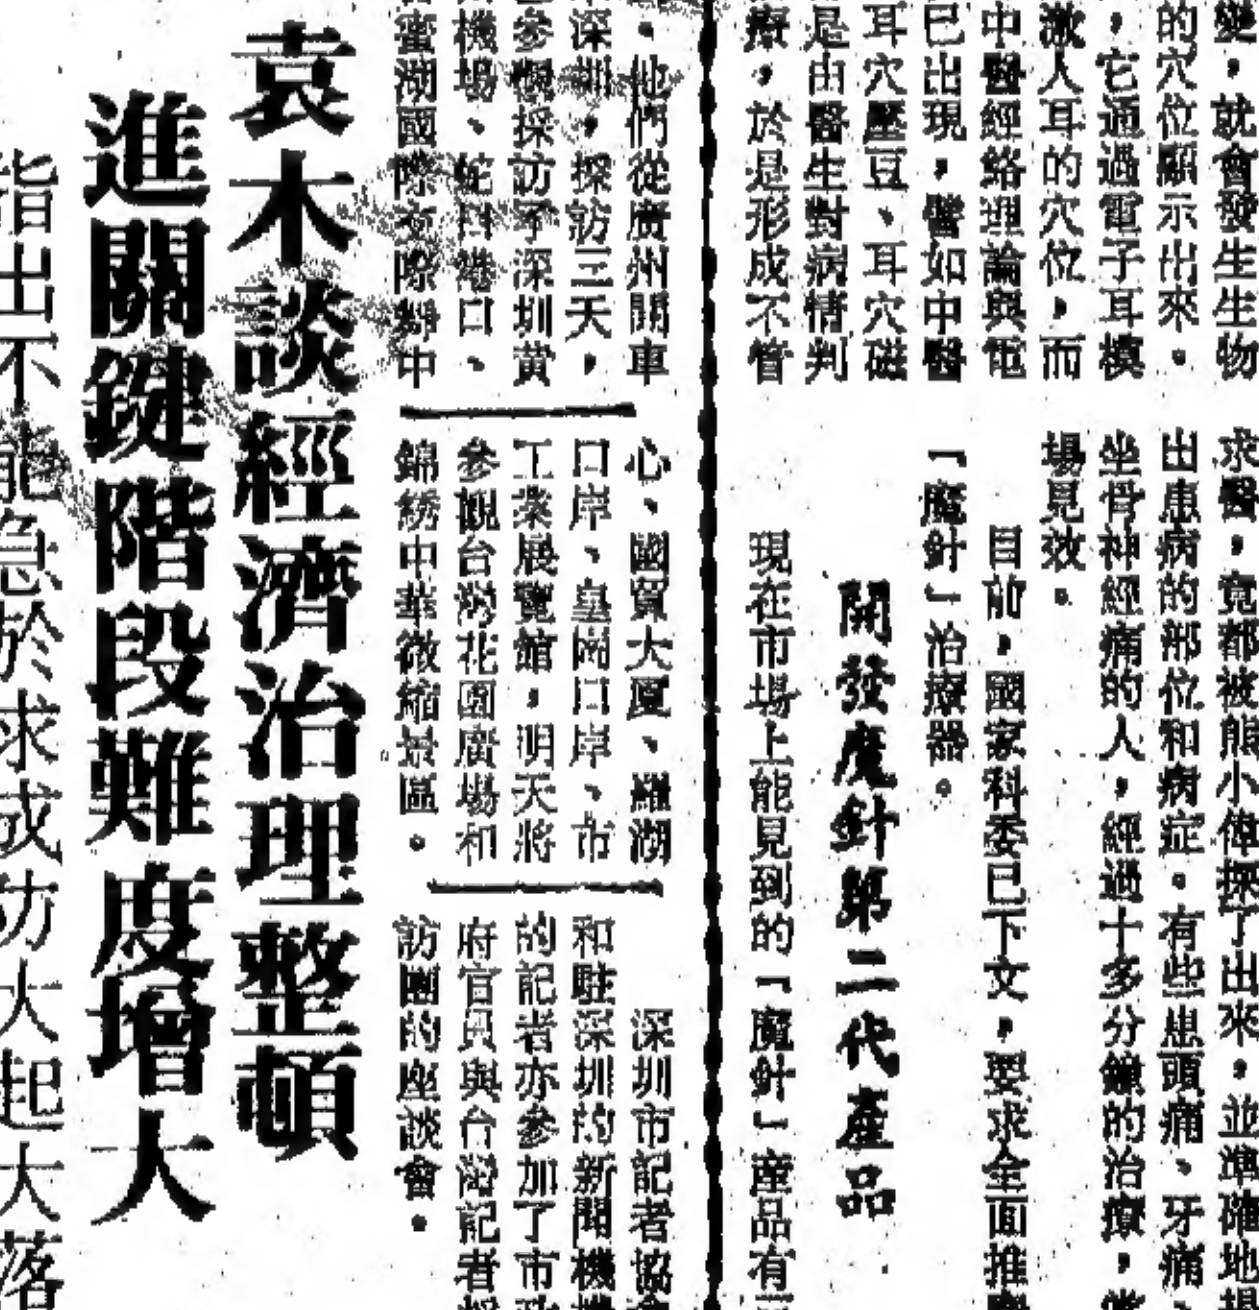 變，就會發生生物
的穴位顯示出來。
，它通過電子耳模
激人耳的穴位，而
中醫經絡理論與電
已出現，譬如中醫
耳穴壓豆、耳穴磁
是由醫生對病情判
療，於是形成不管
求醫，竟都被熊小偉探了出來，並準確地
出患病的部位和病症。有些患頭痛、牙痛、
坐骨神經痛的人，經過十多分鐘的治療，
場見效。
目前，國家科委已下文，要求全面推
「魔針」治療器。
開發魔針第二代產品
現在市場上能見到的「魔針」產品有
。他們從廣州開車
深圳，採訪三天，
參觀採訪了深圳黃
機場、蛇口港口、
蜜湖國際交際舞中
心、國貿大廈、羅湖
口岸、皇崗口岸、市
工業展覽館，明天將
參觀台灣花園廣場和
錦綉中華微縮景區。
深圳市記者協
和駐深圳的新聞機
的記者亦參加了市政
府官員與台灣記者採
訪團的座談會。
袁木談經濟治理整頓
進關鍵階段難度增大
指出不能急於求成防大起大落